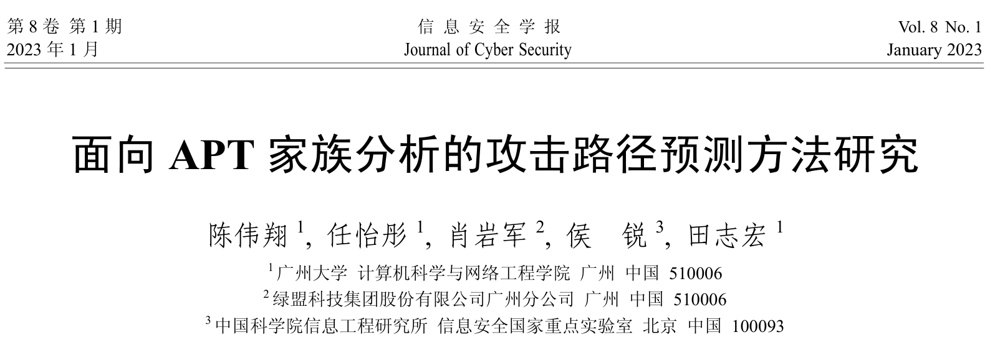 第 8 卷 第 1 期 信 息 安 全 学 报 Vol. 8 No. 1
2023 年 1 月 Journal of Cyber Security January 2023
面向 APT 家族分析的攻击路径预测方法研究
陈伟翔 1, 任怡彤 1, 肖岩军 2, 侯 锐 3, 田志宏 1
1 广州大学 计算机科学与网络工程学院 广州 中国 510006
2 绿盟科技集团股份有限公司广州分公司 广州 中国 510006
3 中国科学院信息工程研究所 信息安全国家重点实验室 北京 中国 100093